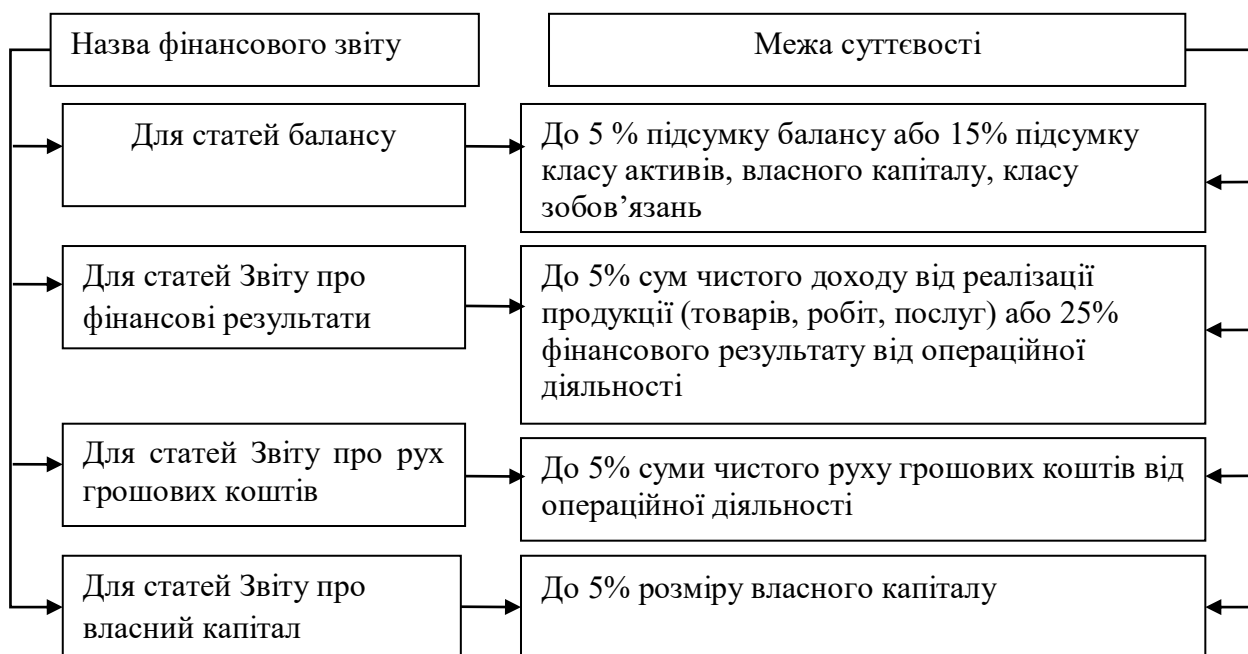 Назва фінансового звіту
Межа суттєвості
Для статей балансу
До 5 % підсумку балансу або 15% підсумку
класу активів, власного капіталу, класу
зобов’язань
Для статей Звіту про
фінансові результати
До 5% сум чистого доходу від реалізації
продукції (товарів, робіт, послуг) або 25%
фінансового результату від операційної
діяльності
Для статей Звіту про рух
грошових коштів
До 5% суми чистого руху грошових коштів від
операційної діяльності
Для статей Звіту про
власний капітал
До 5% розміру власного капіталу